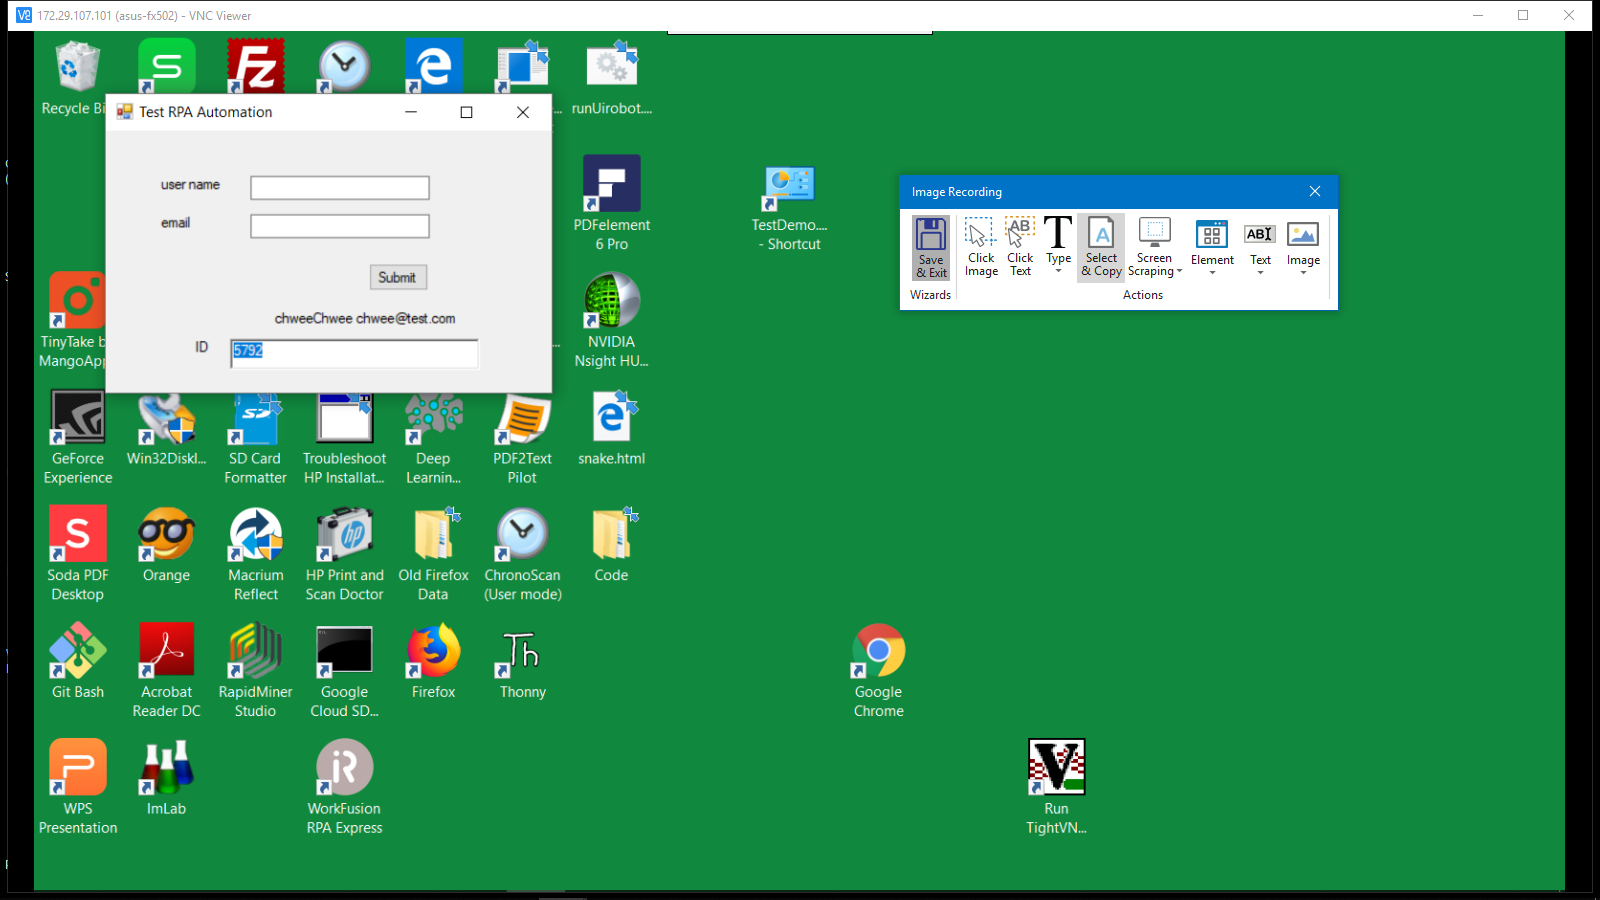 172.29.107.101 (asus-fx502) - VNC Viewer
Recycle Bi
runUirobot....
Test RPA Automation
user name
email
Submit
chweeChwee chwee@test.com
ID
5792
PDFelement
6 Pro
TestDemo....
- Shortcut
Image Recording
Save
& Exit
Click
Image
Click
Text
Type
Select
& Copy
Screen
Scraping
Element
Text
Image
Wizards
Actions
TinyTake b
MangoApp
NVIDIA
Nsight HU...
GeForce
Experience
Win32DiskI...
SD Card
Formatter
Troubleshoot
HP Installat...
Deep
Learnin...
PDF2Text
Pilot
snake.html
Soda PDF
Desktop
Orange
Macrium
Reflect
HP Print and
Scan Doctor
Old Firefox
Data
ChronoScan
(User mode)
Code
Git Bash
Acrobat
Reader DC
RapidMiner
Studio
Google
Cloud SD...
Firefox
Thonny
Google
Chrome
WPS
Presentation
ImLab
WorkFusion
RPA Express
Run
TightVN...